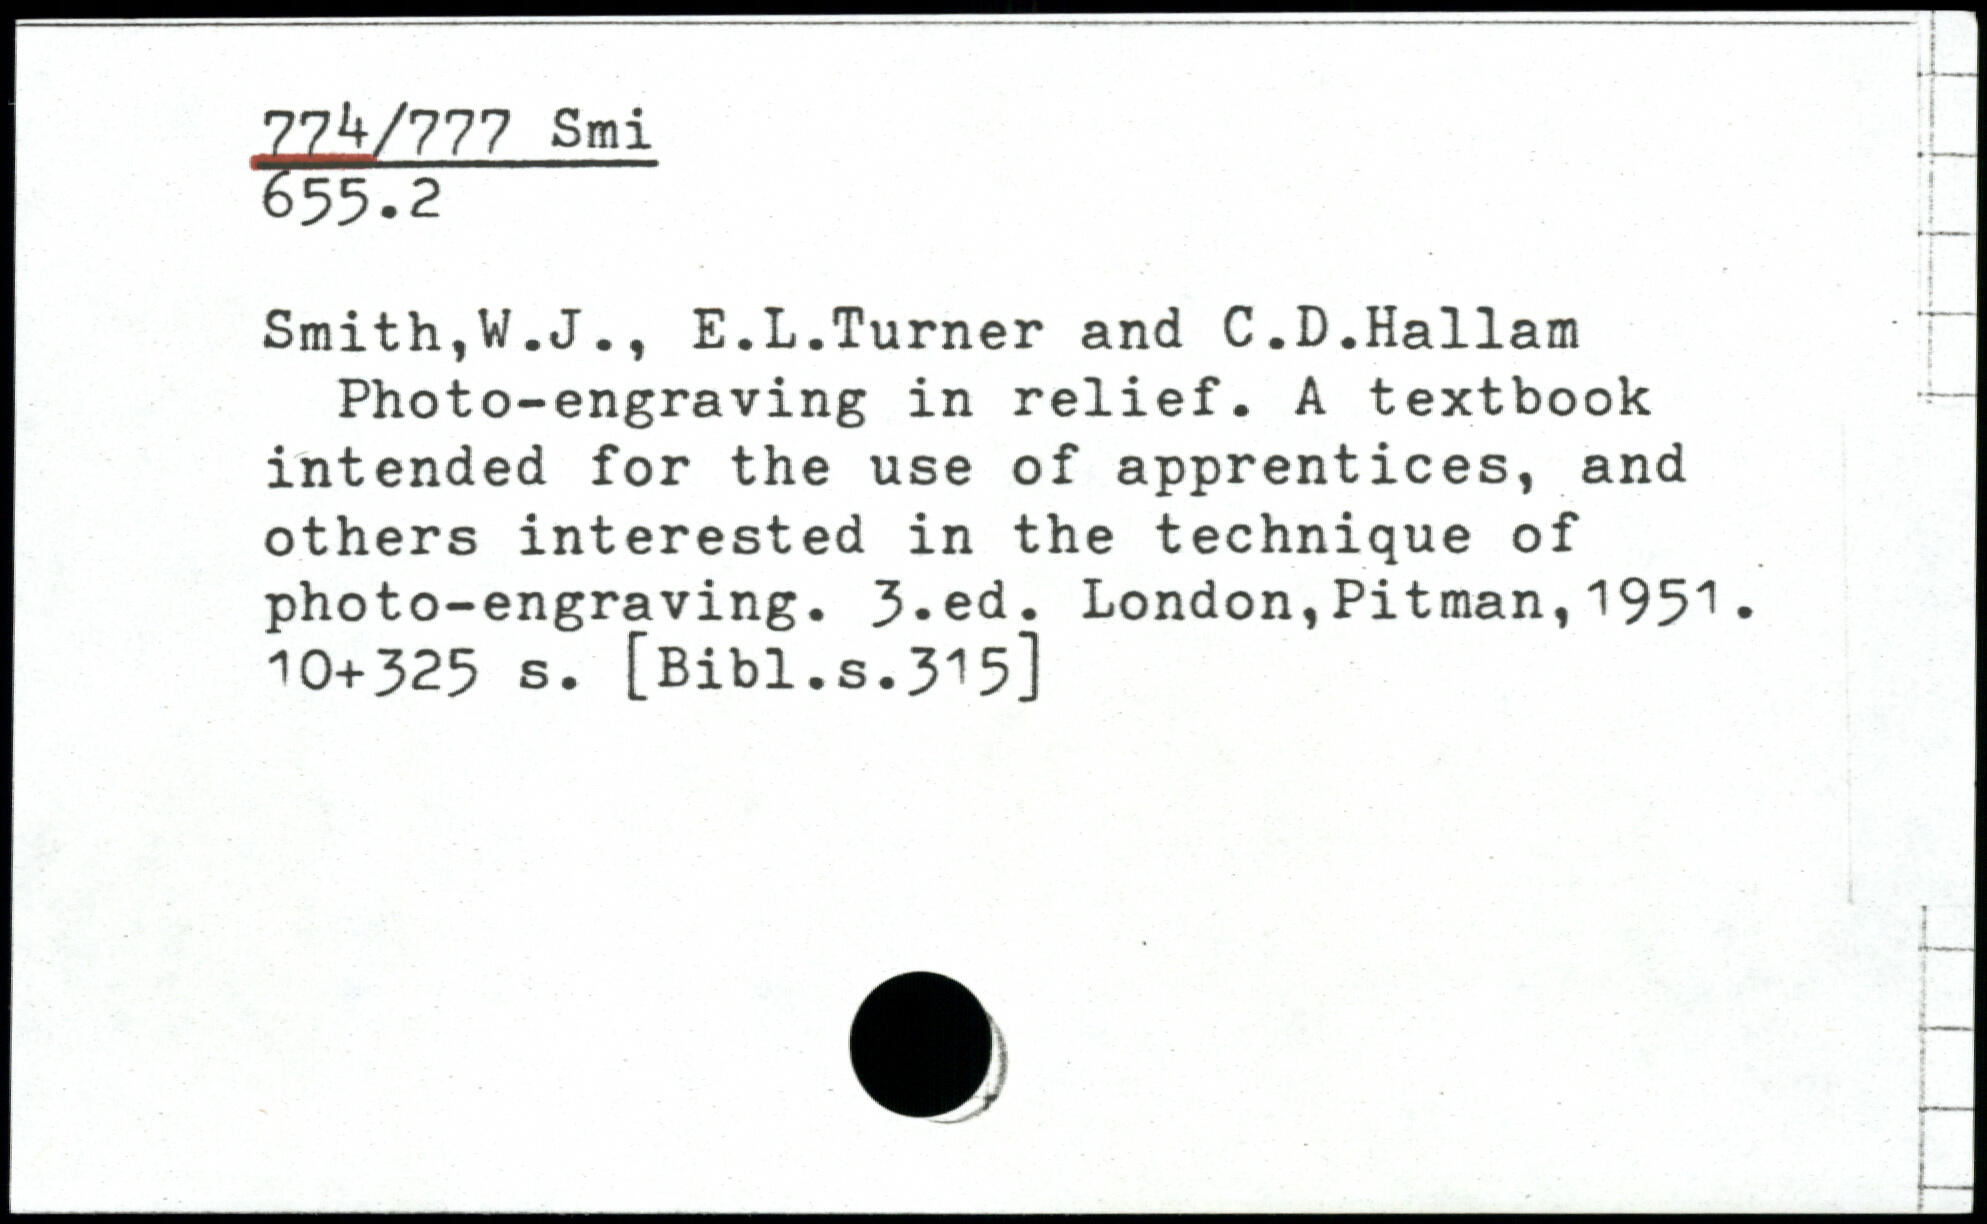 774/777 Smi
655.2
Smith,W.J., E.L.Turner and C.D.Hallam
Photo-engraving in relief. A textbook
intended for the use of apprentices, and
others interested in the technique of
photo-engraving. 3.ed. London,Pitman,1951.
10+325 s. [Bibl.s.315]